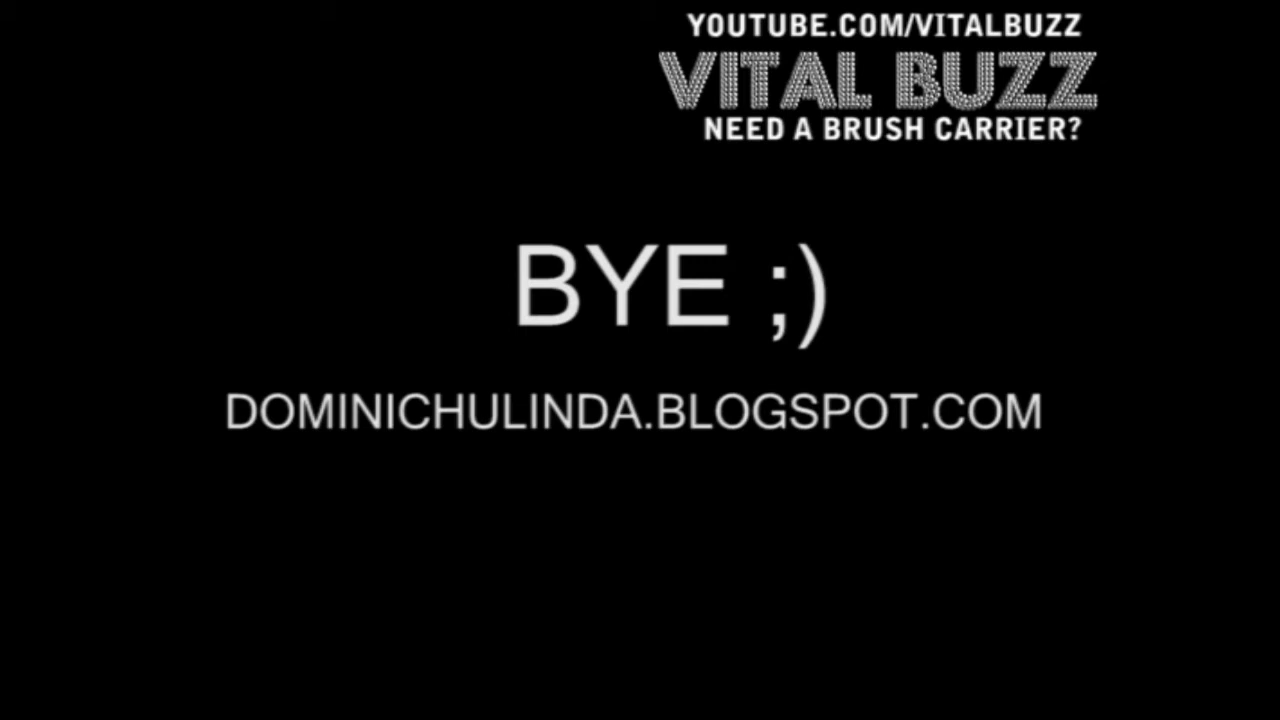 YOUTUBE.COM/VITALBUZZ
VITAL BUZZ
NEED A BRUSH CARRIER?
BYE ;)
DOMINICHULINDA.BLOGSPOT.COM